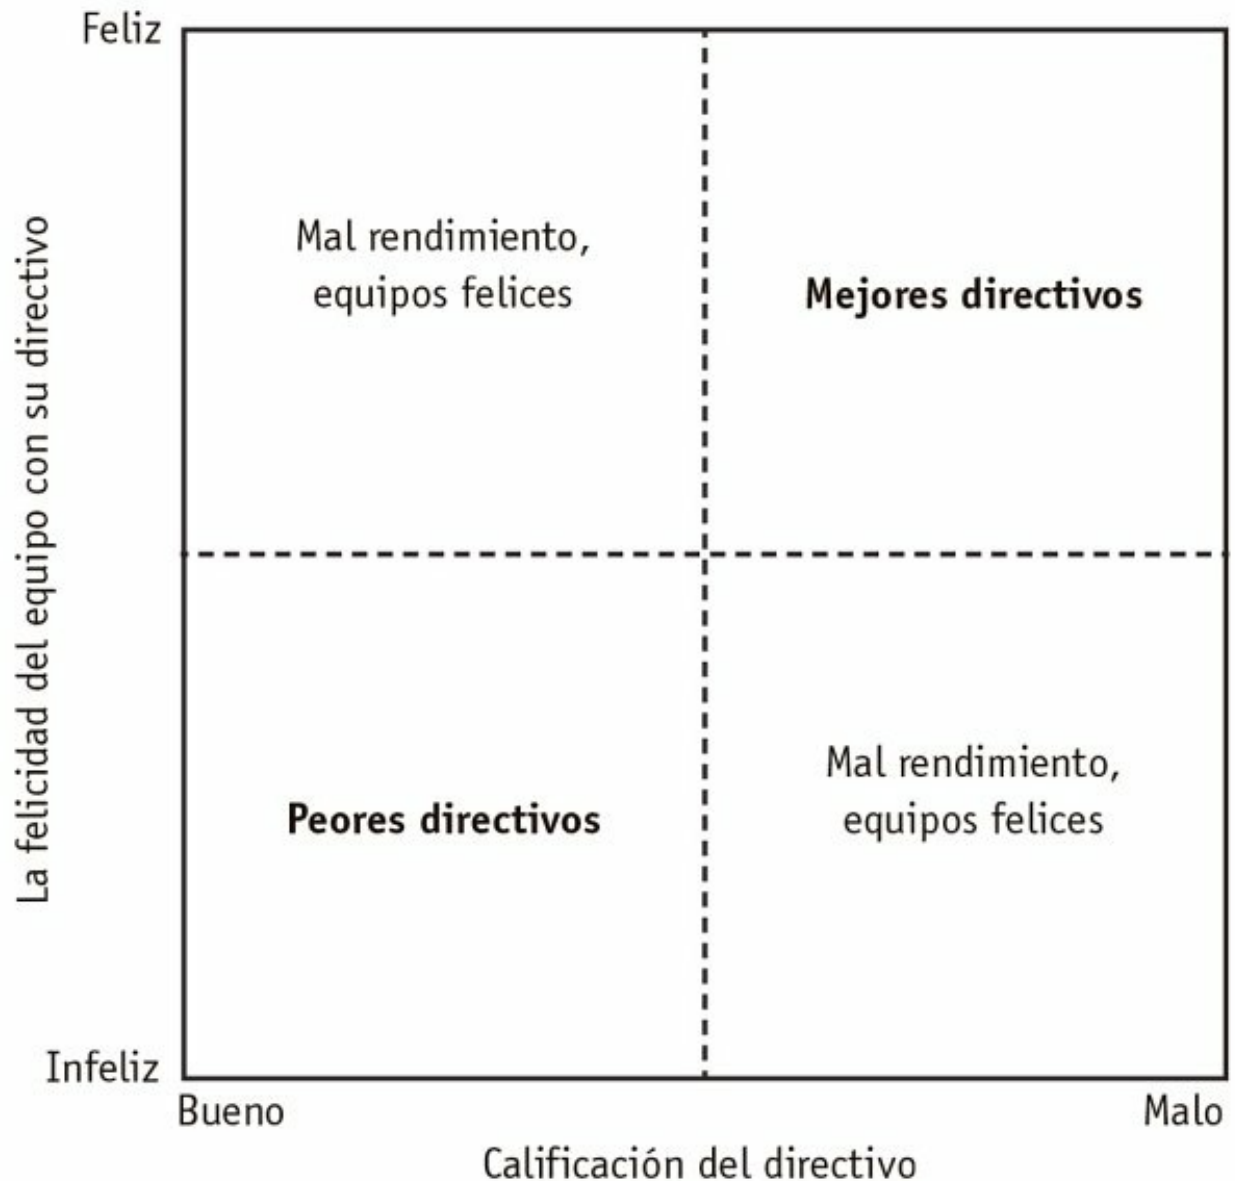 Feliz
La felicidad del equipo con su directivo
Mal rendimiento,
equipos felices
Mejores directivos
Peores directivos
Mal rendimiento,
equipos felices
Infeliz
Bueno
Malo
Calificación del directivo